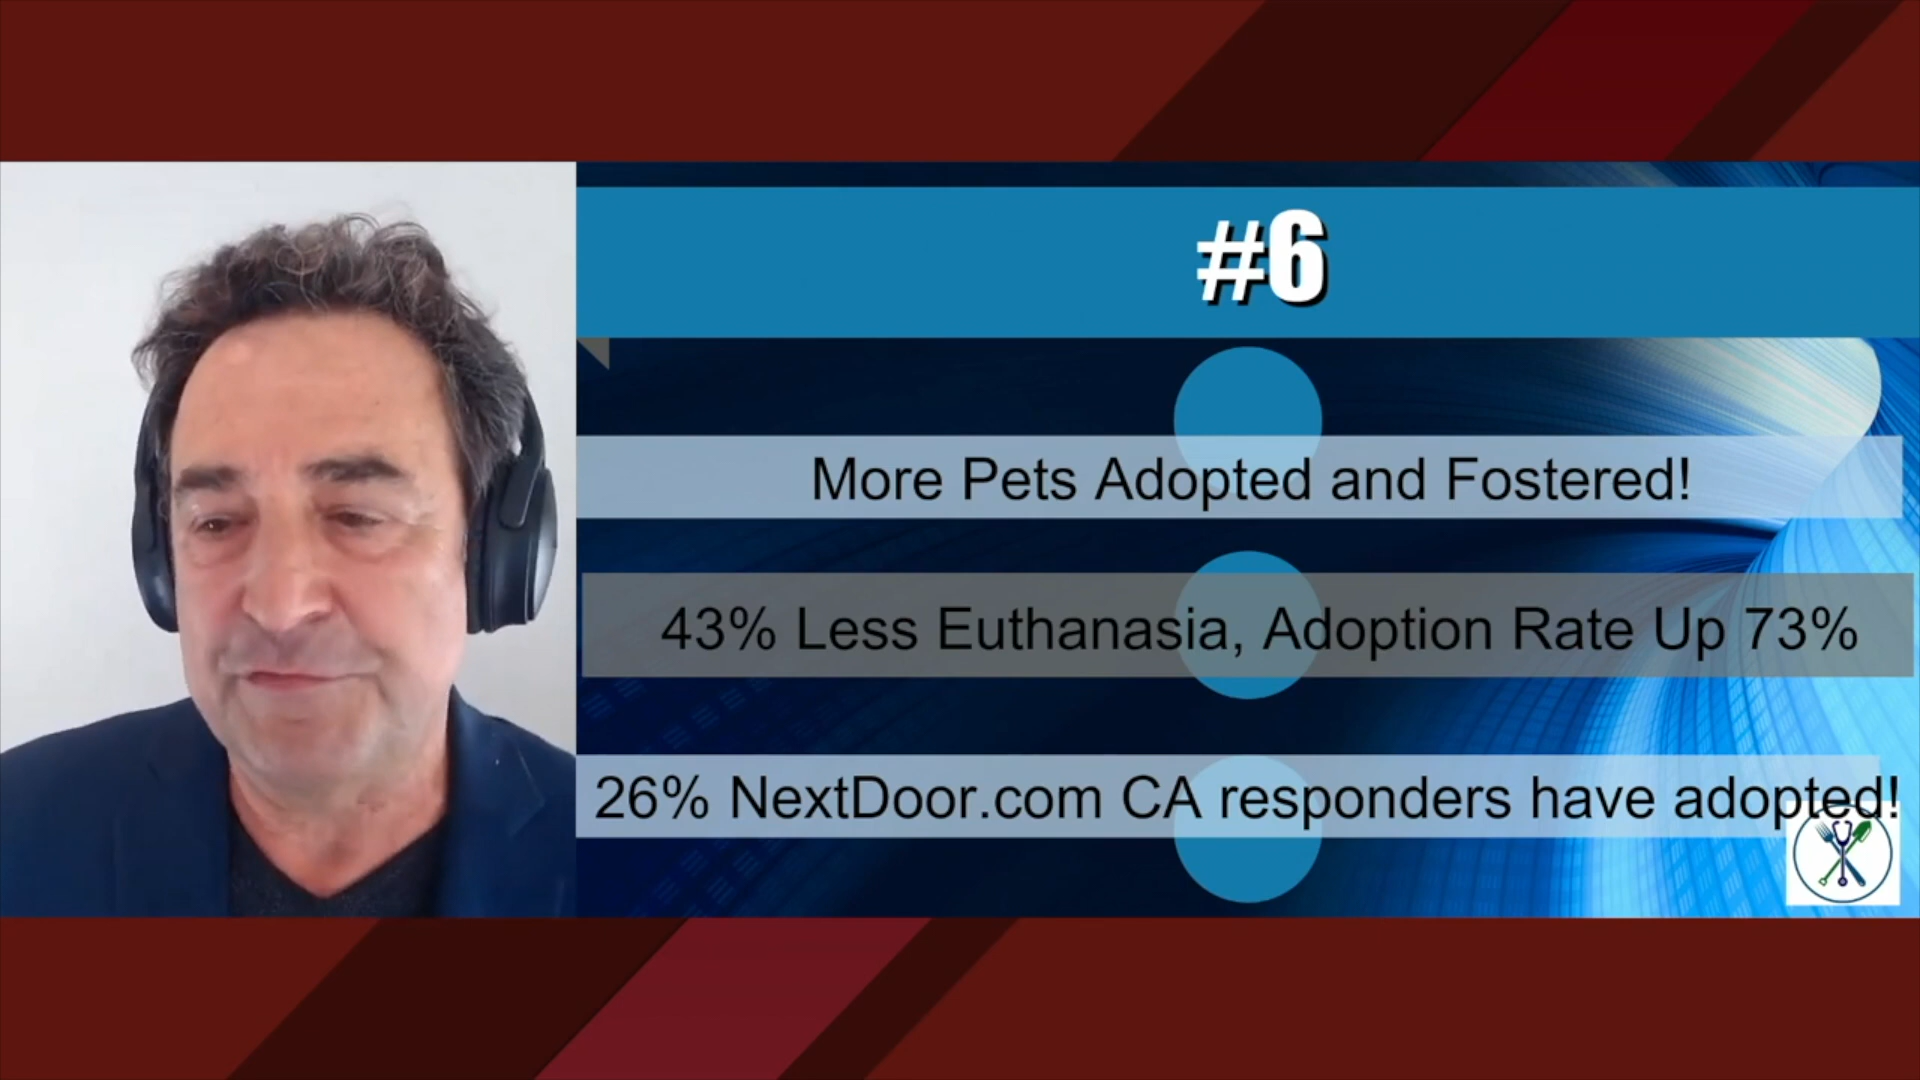 #6
More Pets Adopted and Fostered!
43% Less Euthanasia, Adoption Rate Up 73%
26% NextDoor.com CA responders have adopted!